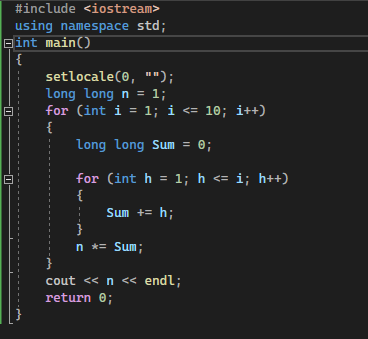 #include <iostream>
using namespace std;
int main()
{
    setlocale(0, "");
    long long n = 1;
    for (int i = 1; i <= 10; i++)
    {
        long long Sum = 0;

        for (int h = 1; h <= i; h++)
        {
            Sum += h;
        }
        n *= Sum;
    }
    cout << n << endl;
    return 0;
}